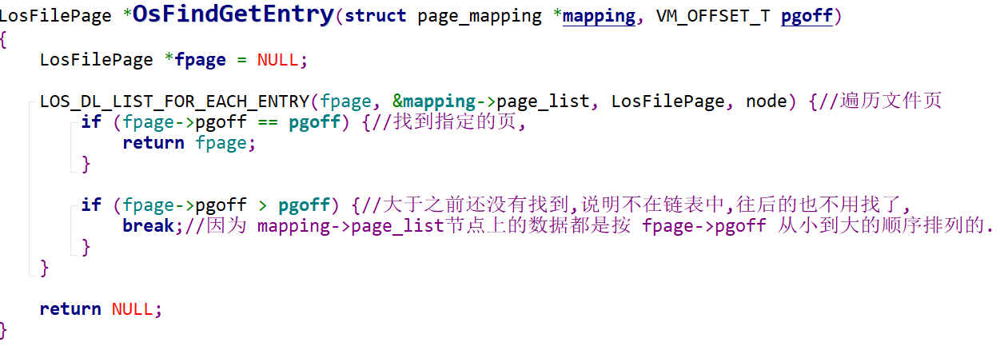 LosFilePage *OsFindGetEntry(struct page_mapping *mapping, VM_OFFSET_T pgoff)
{
    LosFilePage *fpage = NULL;

    LOS_DL_LIST_FOR_EACH_ENTRY(fpage, &mapping->page_list, LosFilePage, node) {//遍历文件页
        if (fpage->pgoff == pgoff) {//找到指定的页,
            return fpage;
        }

        if (fpage->pgoff > pgoff) {//大于之前还没有找到,说明不在链表中,往后的也不用找了,
            break;//因为 mapping->page_list节点上的数据都是按 fpage->pgoff 从小到大的顺序排列的.
        }
    }

    return NULL;
}